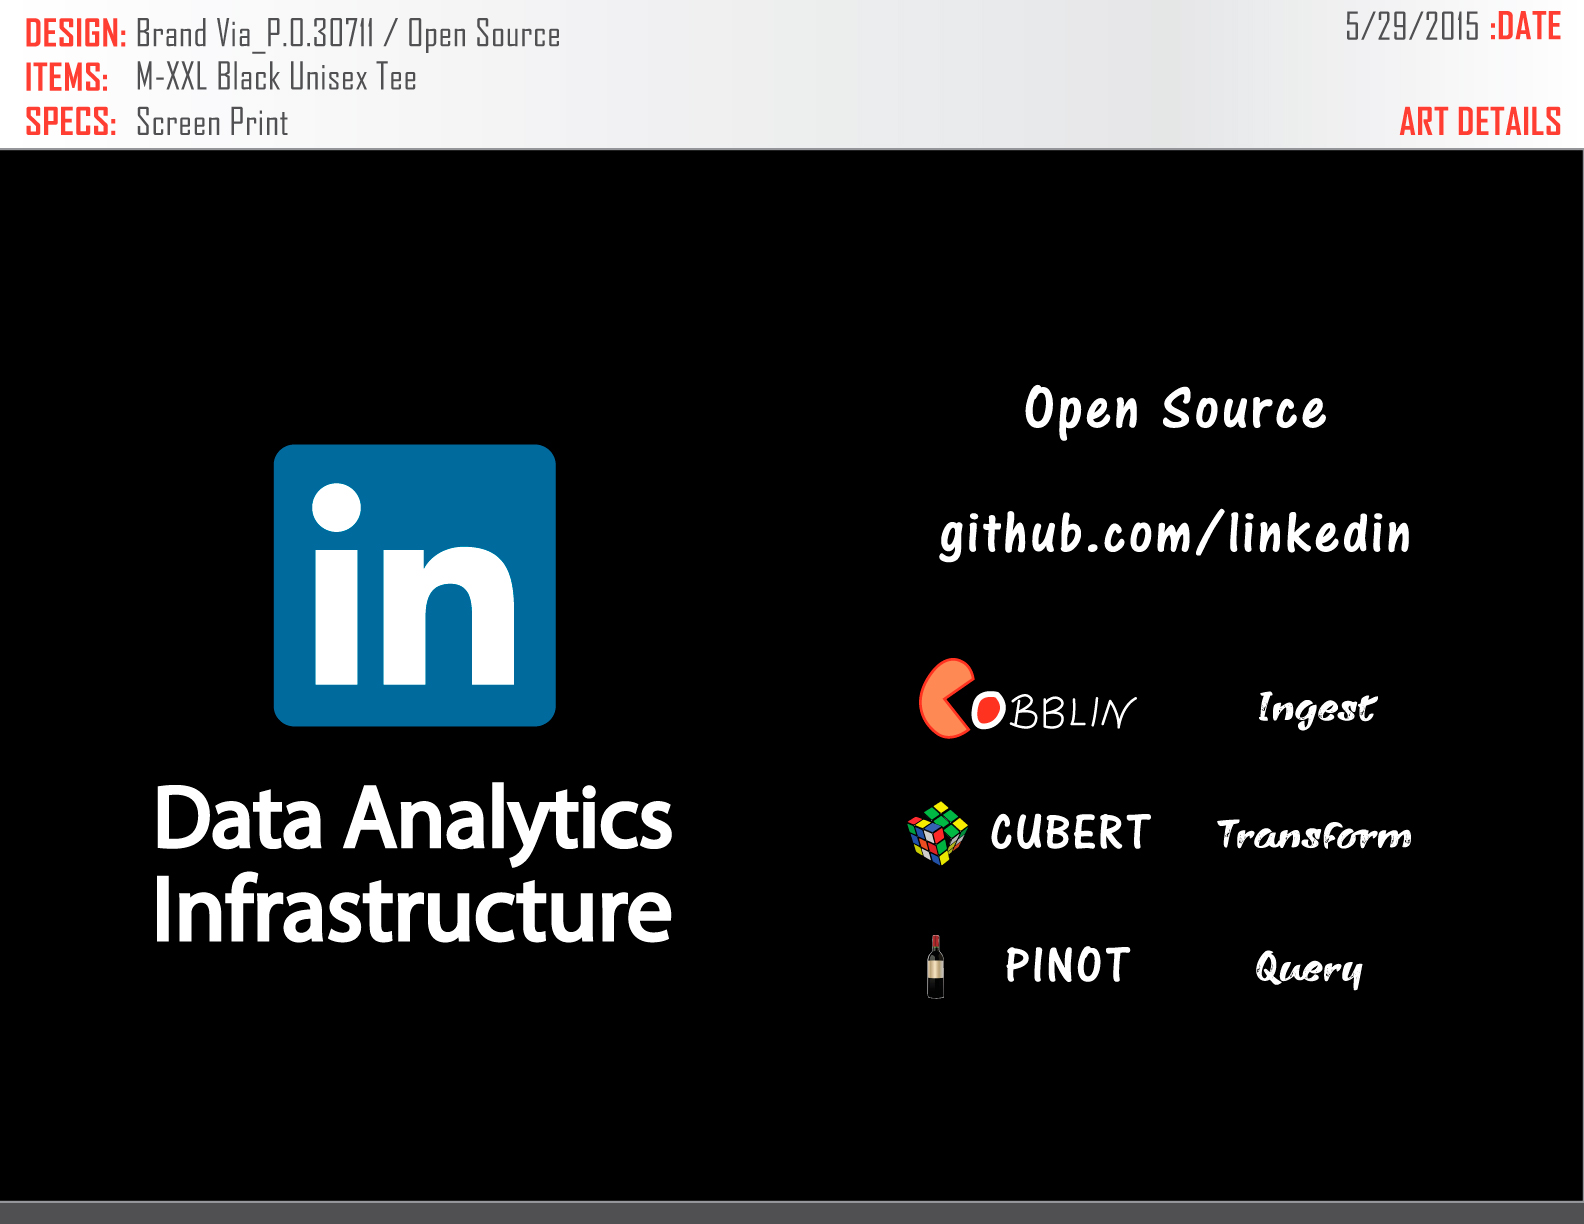 DESIGN: Brand Via_P.O.30711 / Open Source
5/29/2015 :DATE
ITEMS: M-XXL Black Unisex Tee
SPECS: Screen Print
ART DETAILS
in
Data Analytics
Infrastructure
Open Source
github.com/linkedin
GOBBLIN Ingest
CUBERT Transform
PINOT Query